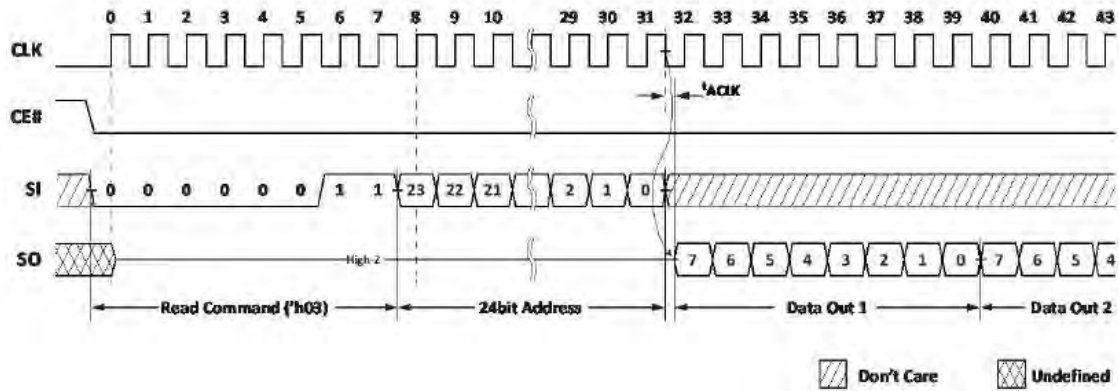 0 1 2 3 4 5 6 7 8 9 10 29 30 31 32 33 34 35 36 37 38 39 40 41 42 43
CLK
tACLK
CE#
SI 0 0 0 0 0 0 1 1 23 22 21 2 1 0
SO High-Z 7 6 5 4 3 2 1 0 7 6 5 4
Read Command ('h03) 24bit Address Data Out 1 Data Out 2
Don't Care Undefined